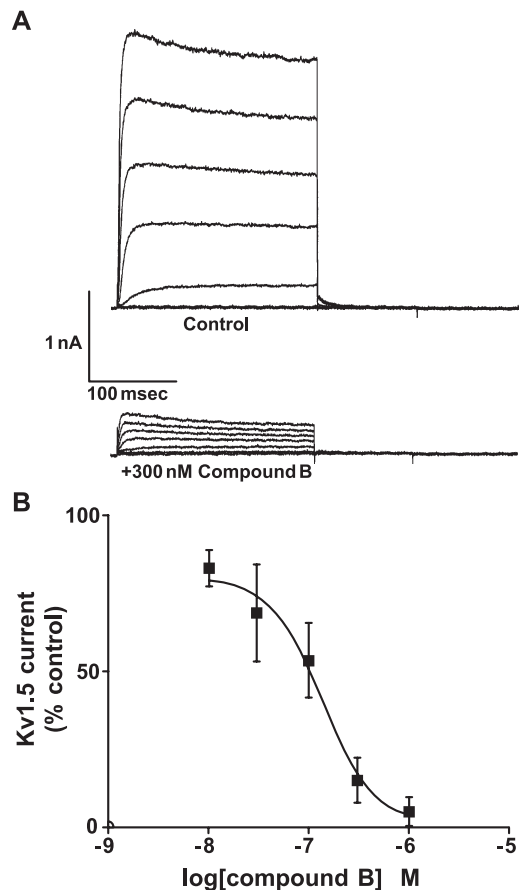 A
Control
1 nA
100 msec
+300 nM Compound B
B
100
50
0
Kv1.5 current
(% control)
-9 -8 -7 -6 -5
log[compound B] M